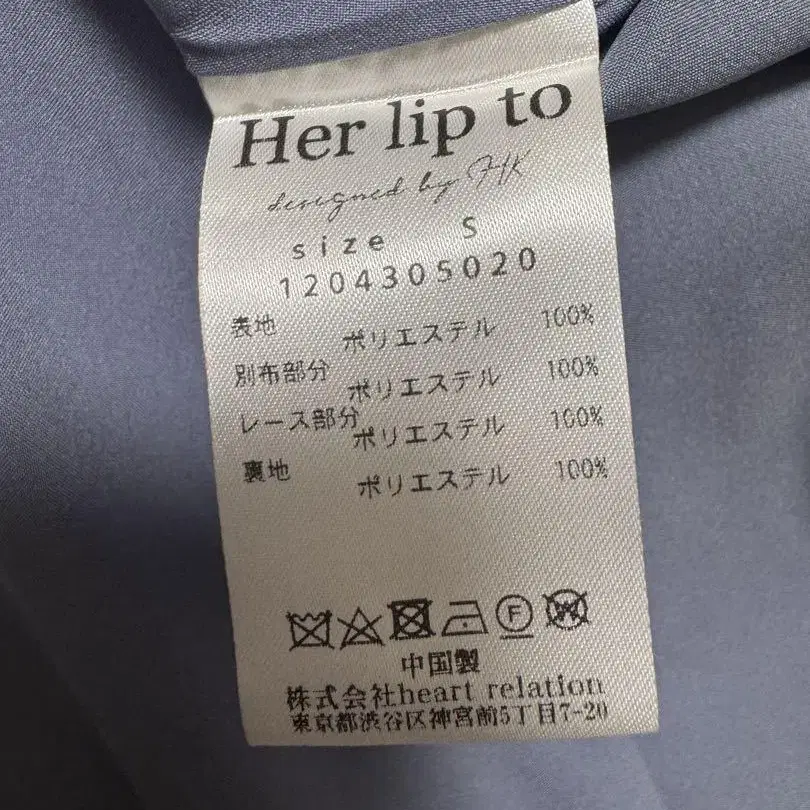 Her lip to
designed by HK
size S
1204305020
表地 ポリエステル 100%
別布部分 ポリエステル 100%
レース部分 ポリエステル 100%
裏地 ポリエステル 100%
F W
中国製
株式会社heart relation
東京都渋谷区神宮前5丁目7-20